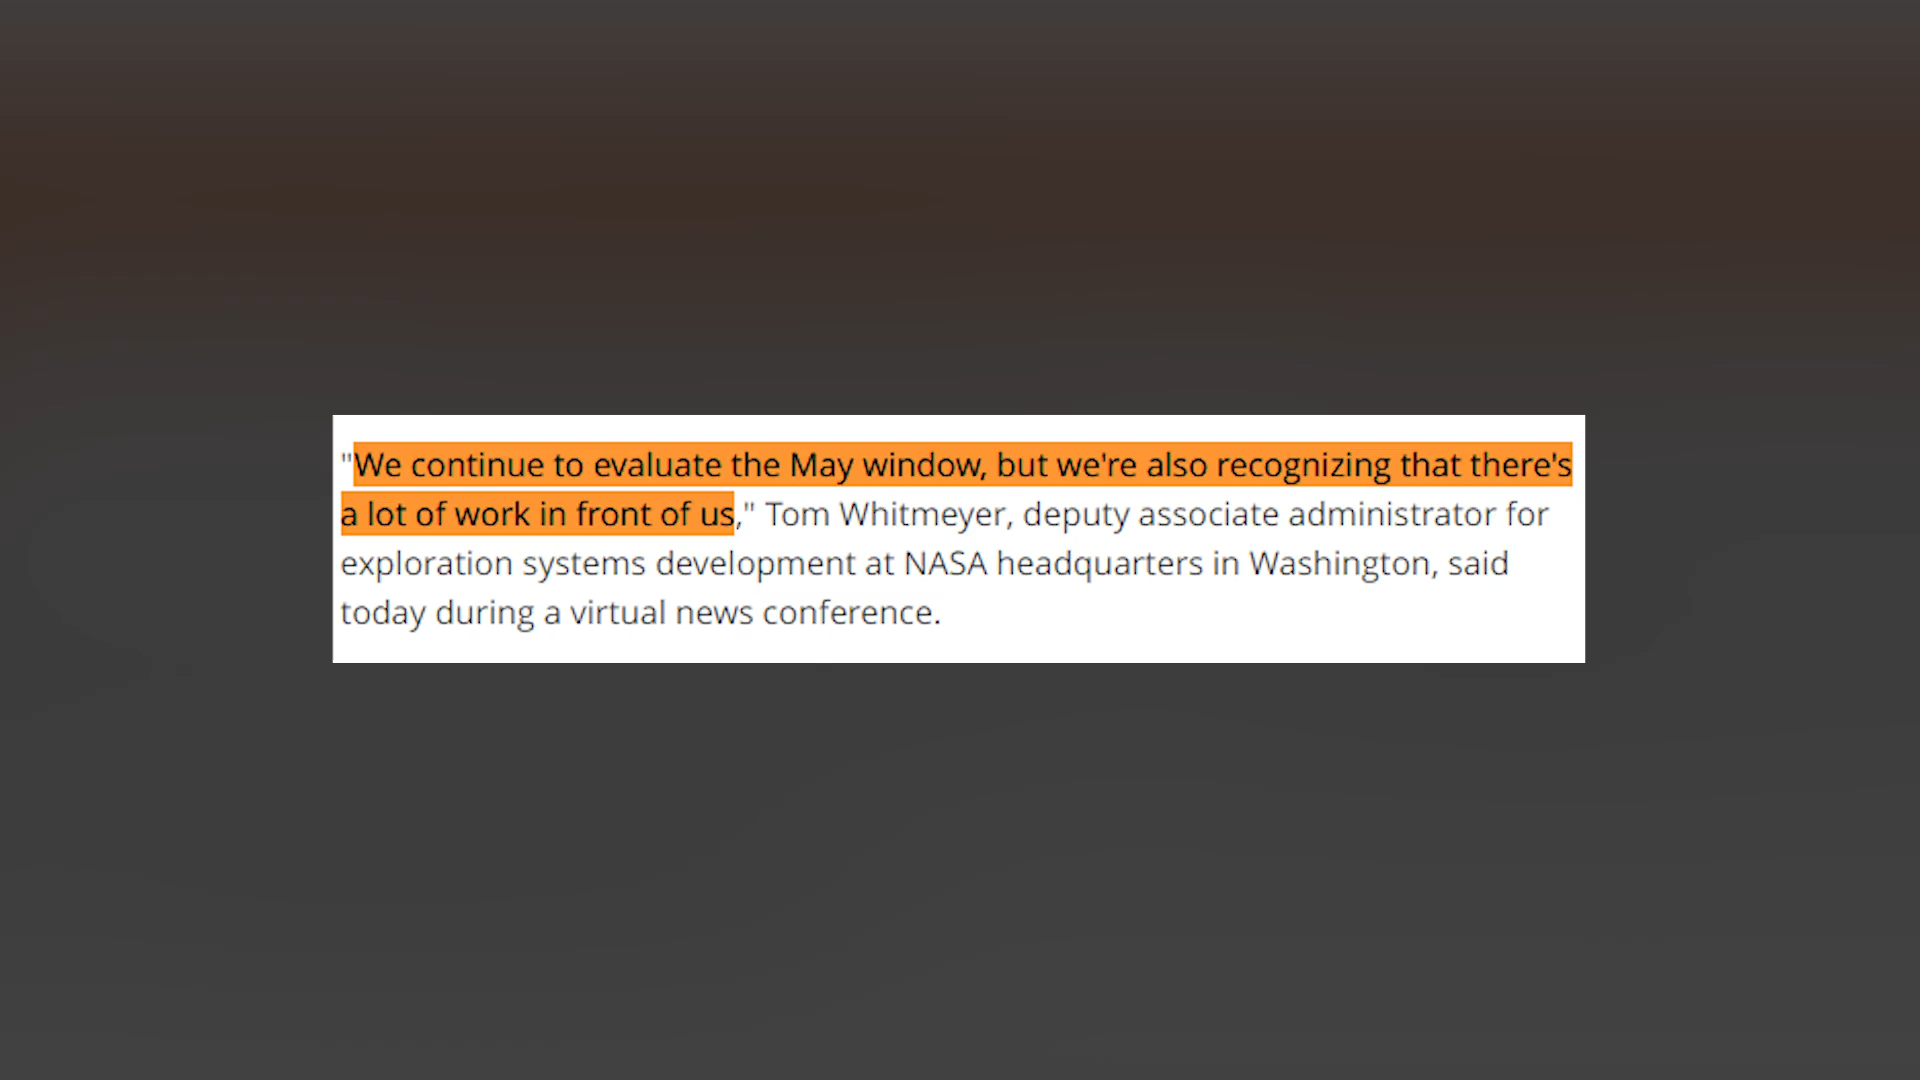 "We continue to evaluate the May window, but we're also recognizing that there's
a lot of work in front of us," Tom Whitmeyer, deputy associate administrator for
exploration systems development at NASA headquarters in Washington, said
today during a virtual news conference.